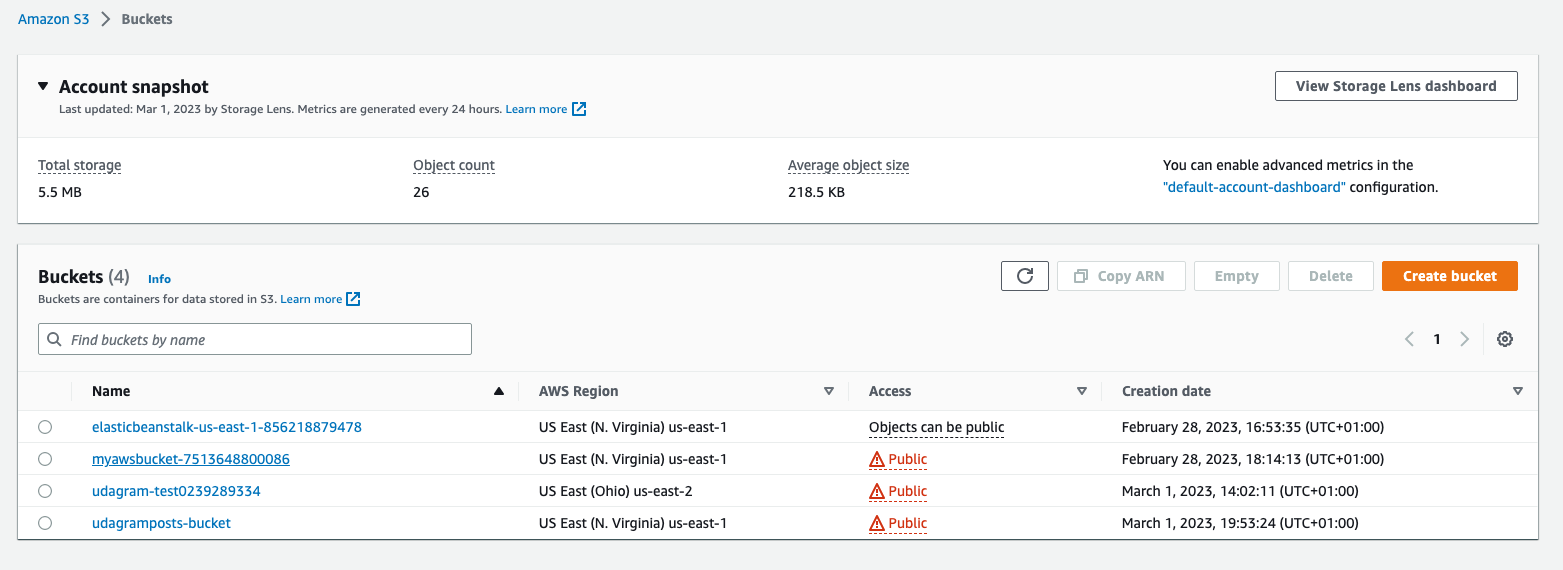 Amazon S3 > Buckets
Account snapshot
View Storage Lens dashboard
Last updated: Mar 1, 2023 by Storage Lens. Metrics are generated every 24 hours. Learn more
Total storage
Object count
Average object size
You can enable advanced metrics in the
5.5 MB
26
218.5 KB
"default-account-dashboard" configuration.
Buckets (4) Info
Copy ARN
Empty
Delete
Create bucket
Buckets are containers for data stored in S3. Learn more
Find buckets by name
1
Name AWS Region Access Creation date
elasticbeanstalk-us-east-1-856218879478 US East (N. Virginia) us-east-1 Objects can be public February 28, 2023, 16:53:35 (UTC+01:00)
myawsbucket-7513648800086 US East (N. Virginia) us-east-1 Public February 28, 2023, 18:14:13 (UTC+01:00)
udagram-test0239289334 US East (Ohio) us-east-2 Public March 1, 2023, 14:02:11 (UTC+01:00)
udagramposts-bucket US East (N. Virginia) us-east-1 Public March 1, 2023, 19:53:24 (UTC+01:00)